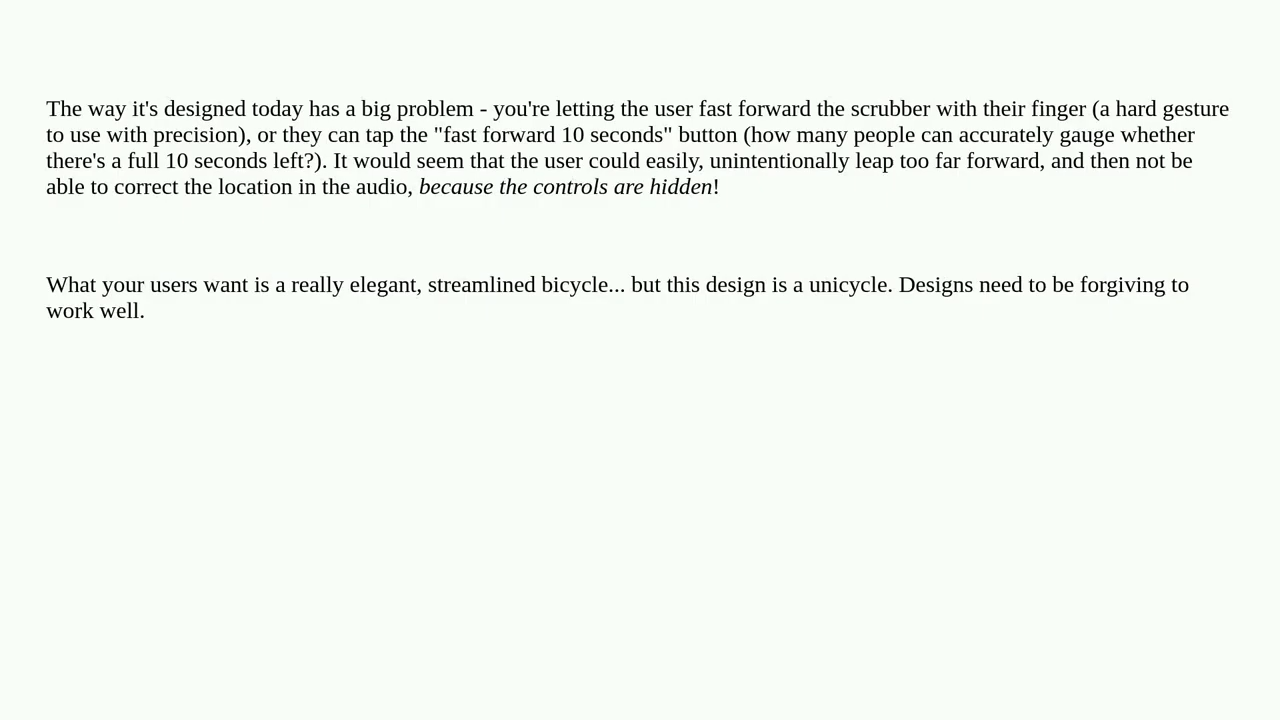 The way it's designed today has a big problem - you're letting the user fast forward the scrubber with their finger (a hard gesture
to use with precision), or they can tap the "fast forward 10 seconds" button (how many people can accurately gauge whether
there's a full 10 seconds left?). It would seem that the user could easily, unintentionally leap too far forward, and then not be
able to correct the location in the audio, because the controls are hidden!
What your users want is a really elegant, streamlined bicycle... but this design is a unicycle. Designs need to be forgiving to
work well.